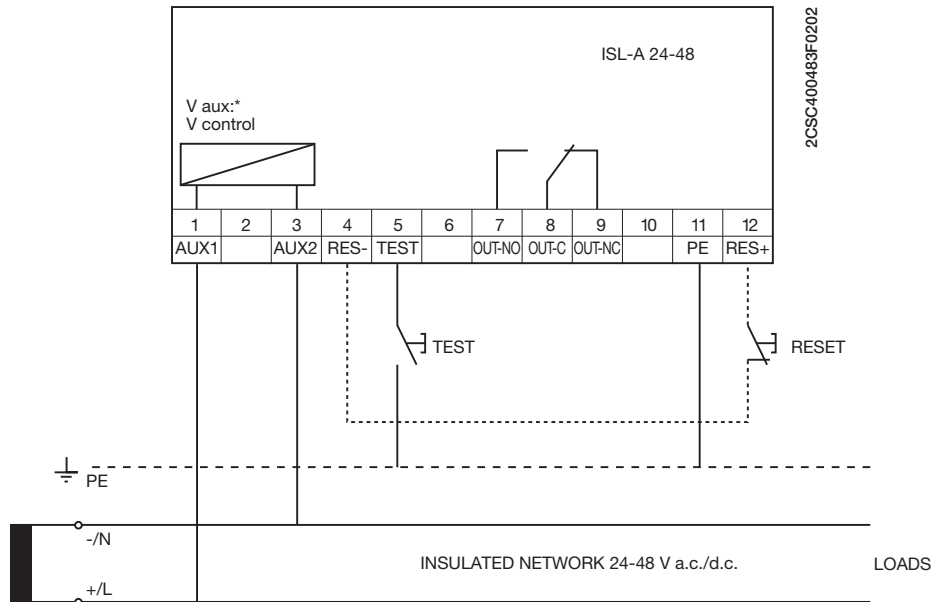 ISL-A 24-48
2CSC400483F0202
V aux:*
V control
1 2 3 4 5 6 7 8 9 10 11 12
AUX1 AUX2 RES- TEST OUT-NO OUT-C OUT-NC PE RES+
TEST
RESET
PE
-/N
INSULATED NETWORK 24-48 V a.c./d.c.
LOADS
+/L